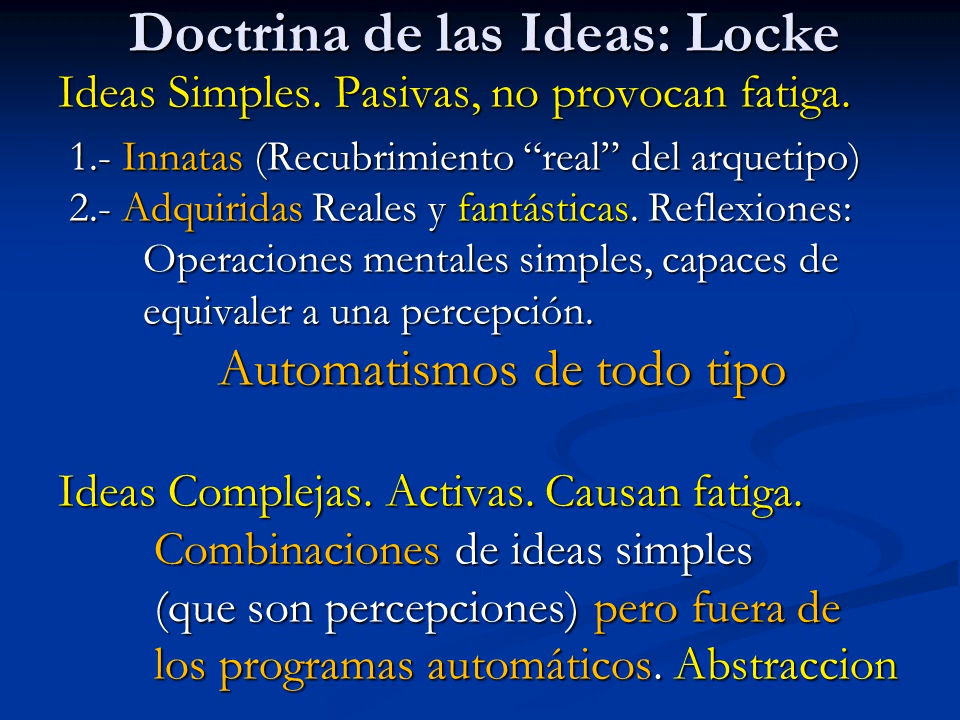 Doctrina de las Ideas: Locke
Ideas Simples. Pasivas, no provocan fatiga.
1.- Innatas (Recubrimiento “real” del arquetipo)
2.- Adquiridas Reales y fantásticas. Reflexiones:
Operaciones mentales simples, capaces de
equivaler a una percepción.
Automatismos de todo tipo
Ideas Complejas. Activas. Causan fatiga.
Combinaciones de ideas simples
(que son percepciones) pero fuera de
los programas automáticos. Abstraccion